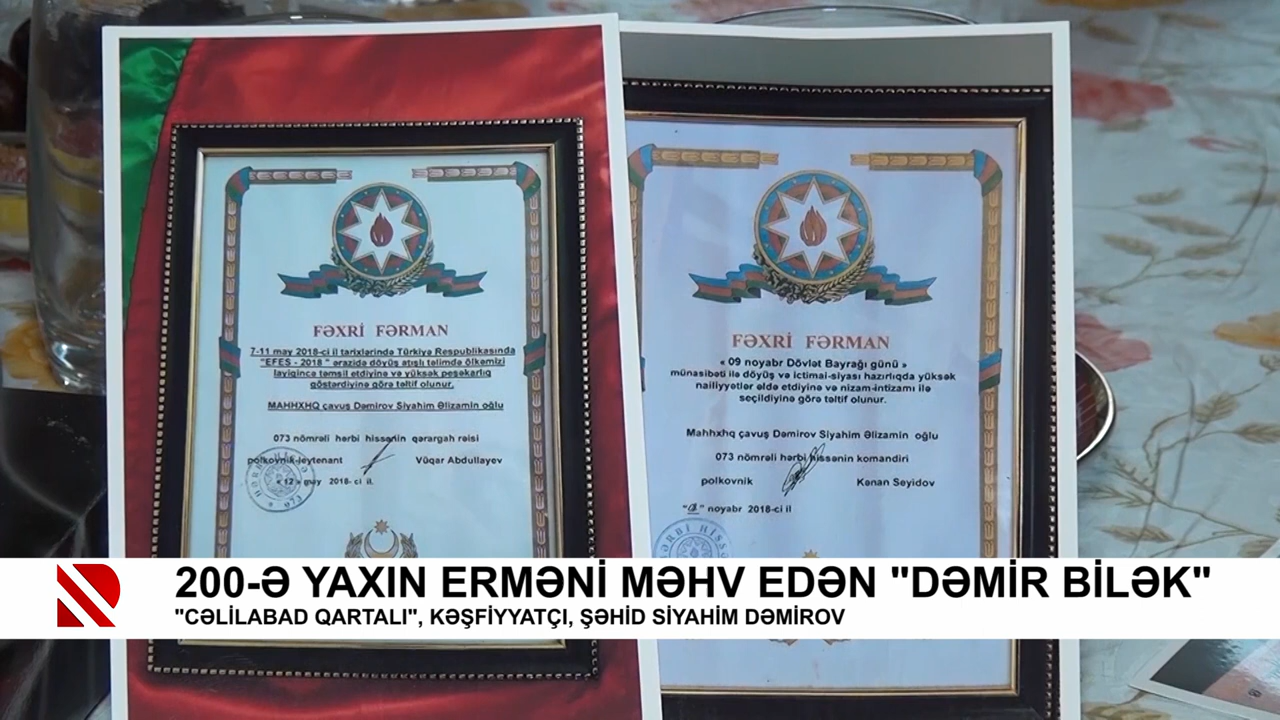 FƏXRİ FƏRMAN
7-11 may 2018-ci il tarixlərində Türkiyə Respublikasında
"EFES - 2018 " ərazidə döyüş atışlı təlimdə ölkəmizi
layiqincə təmsil etdiyinə və yüksək peşəkarlıq
göstərdiyinə görə təltif olunur.
MAHHXHQ çavuş Dəmirov Siyahim Əlizamin oğlu
073 nömrəli hərbi hissənin qərargah rəisi
polkovnik-leytenant Vüqar Abdullayev
« 12 » may 2018- ci il.
FƏXRİ FƏRMAN
« 09 noyabr Dövlət Bayrağı günü »
münasibəti ilə döyüş və ictimai-siyasi hazırlıqda yüksək
nailiyyətlər əldə etdiyinə və nizam-intizamı ilə
seçildiyinə görə təltif olunur.
Mahhxhq çavuş Dəmirov Siyahim Əlizamin oğlu
073 nömrəli hərbi hissənin komandiri
polkovnik Kənan Seyidov
noyabr 2018-ci il
HƏRBİ HİSSƏ
200-Ə YAXIN ERMƏNİ MƏHV EDƏN "DƏMİR BİLƏK"
"CƏLİLABAD QARTALI", KƏŞFİYYATÇI, ŞƏHİD SİYAHİM DƏMİROV